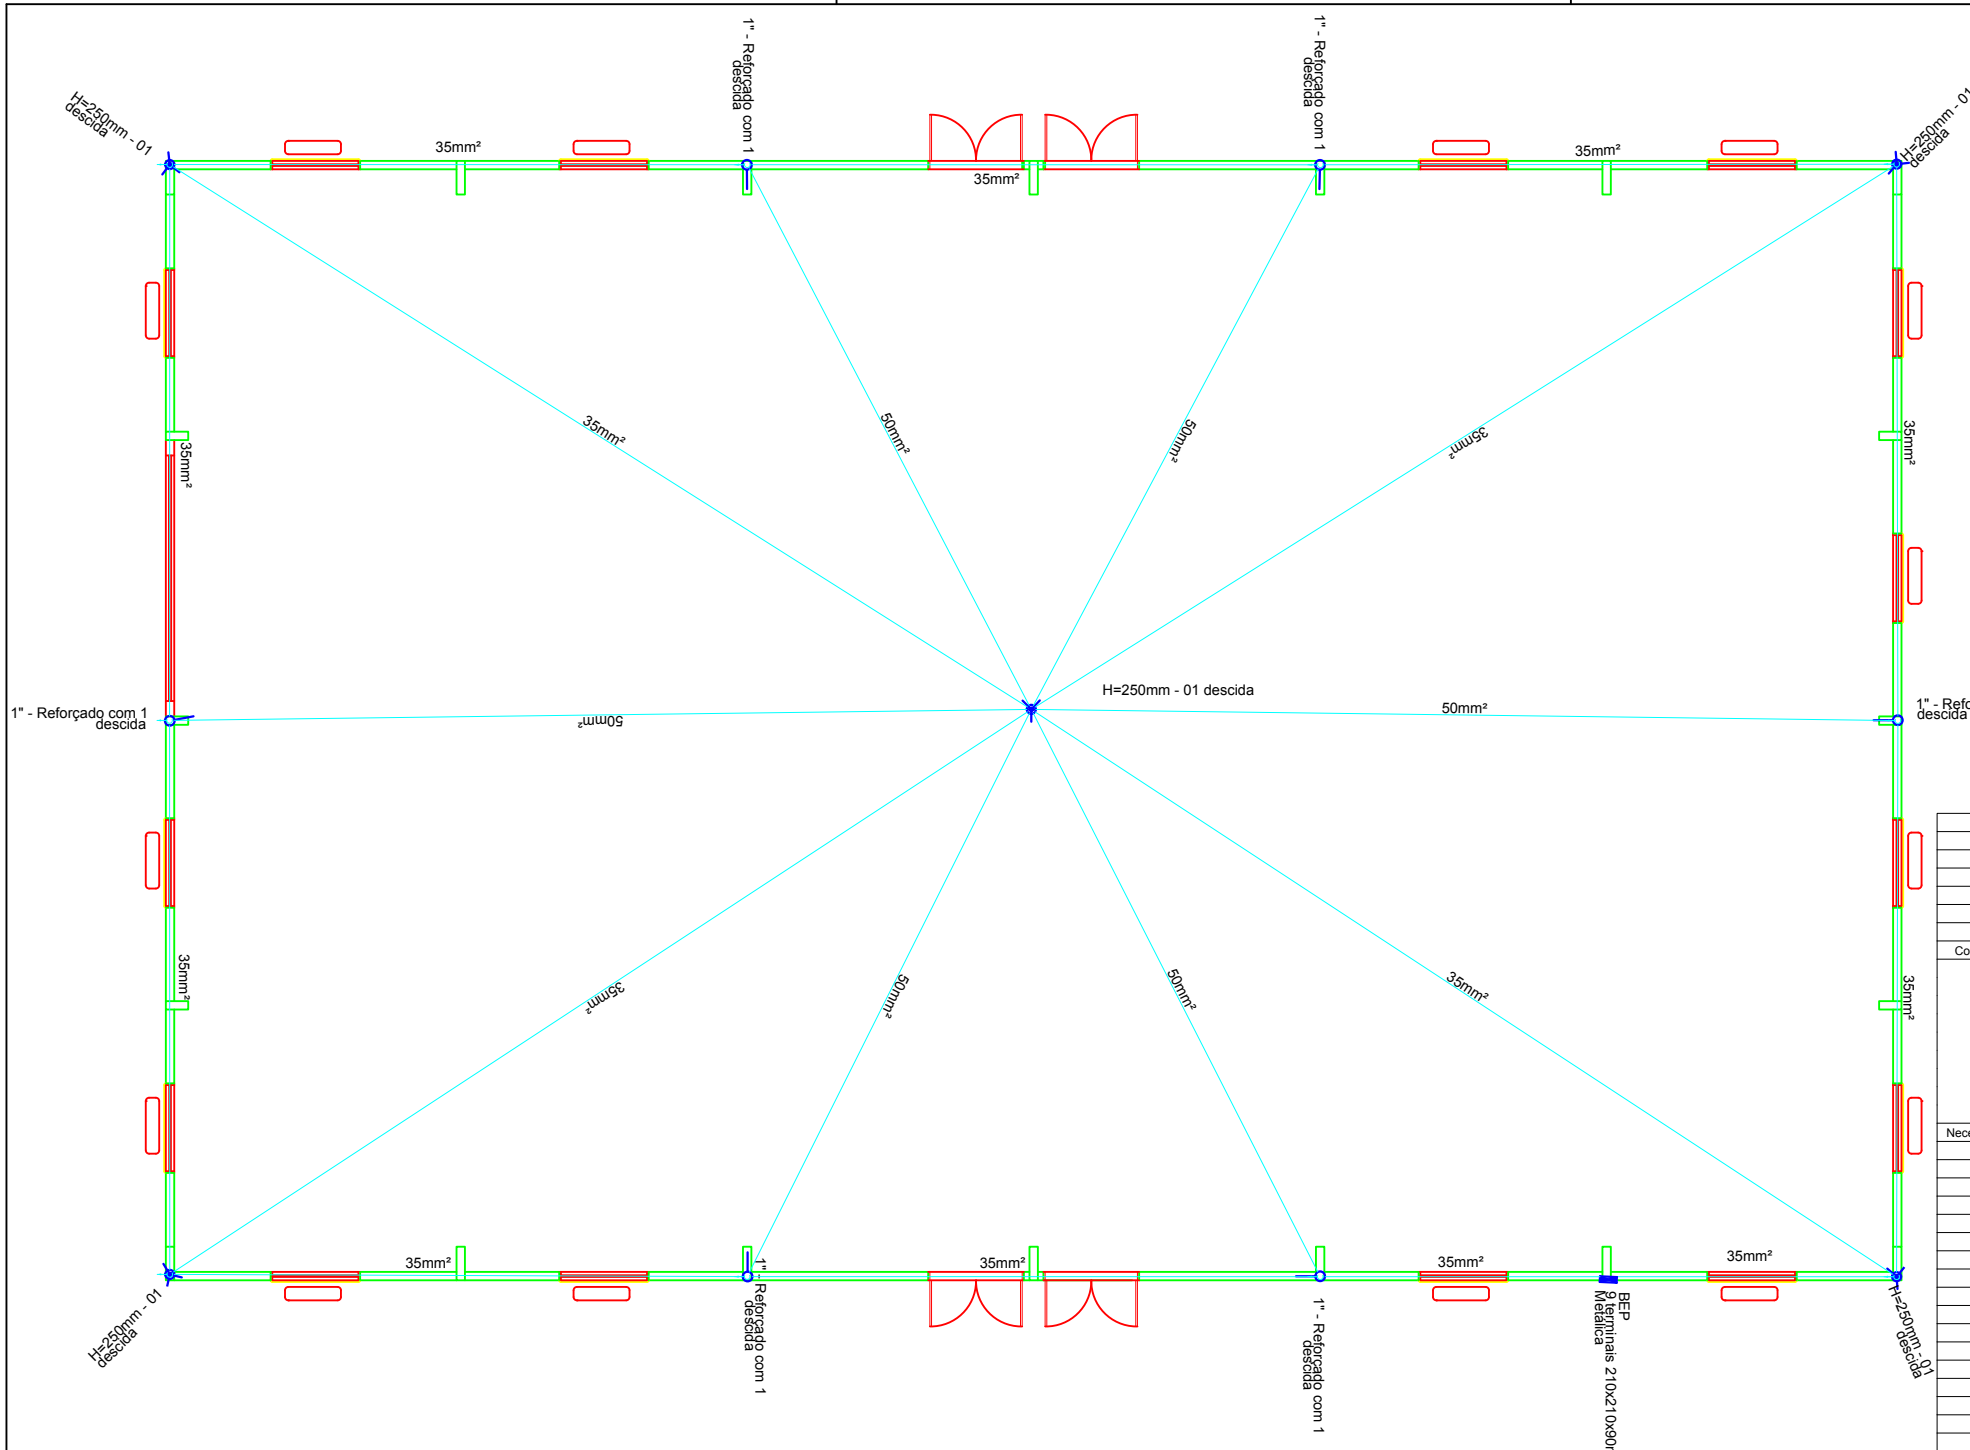 1" - Reforçado com 1
descida
1" - Reforçado com 1
descida
H=250mm - 01
descida
H=250mm - 01
descida
35mm²
35mm²
35mm²
35mm²
50mm²
50mm²
35mm²
35mm²
35mm²
H=250mm - 01 descida
1" - Reforçado com 1
descida
50mm²
50mm²
1" - Refo
descida
Co
35mm²
35mm²
50mm²
50mm²
35mm²
35mm²
Nece
35mm²
35mm²
35mm²
35mm²
H=250mm - 01
descida
1" - Reforçado com 1
descida
1" - Reforçado com 1
descida
BEP
9 terminais 210x210x90
Metálica
H=250mm - 01
descida